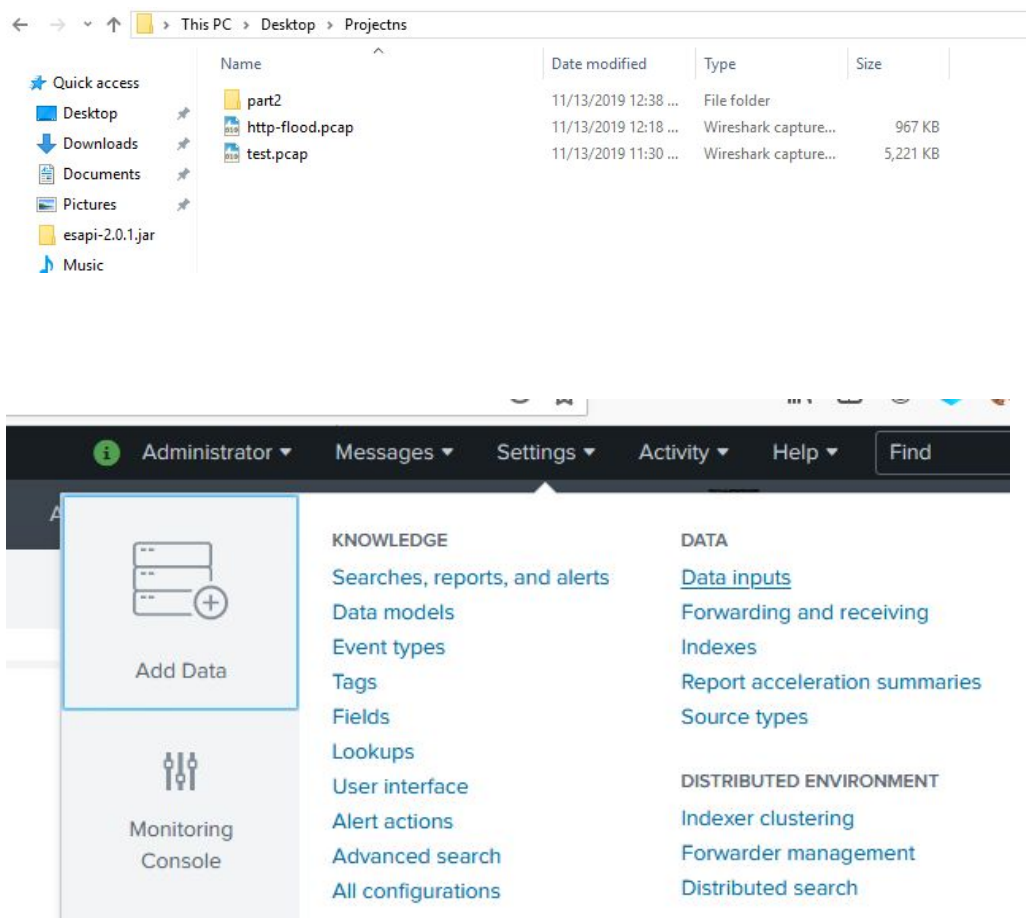 This PC > Desktop > Projectns
Name Date modified Type Size
Quick access
Desktop
Downloads
Documents
Pictures
esapi-2.0.1.jar
Music
part2 11/13/2019 12:38 ... File folder
http-flood.pcap 11/13/2019 12:18 ... Wireshark capture... 967 KB
test.pcap 11/13/2019 11:30 ... Wireshark capture... 5,221 KB
i Administrator Messages Settings Activity Help Find
Add Data
Monitoring
Console
KNOWLEDGE
Searches, reports, and alerts
Data models
Event types
Tags
Fields
Lookups
User interface
Alert actions
Advanced search
All configurations
DATA
Data inputs
Forwarding and receiving
Indexes
Report acceleration summaries
Source types
DISTRIBUTED ENVIRONMENT
Indexer clustering
Forwarder management
Distributed search